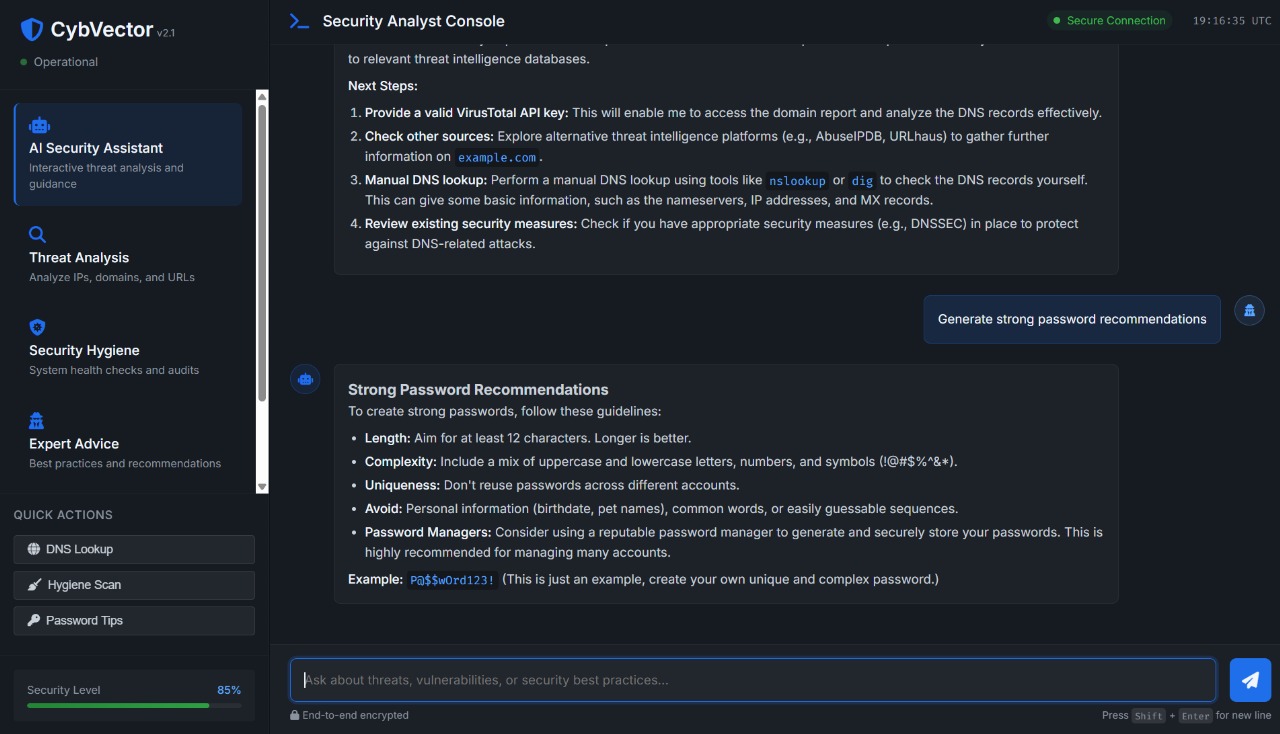 CybVector v2.1
Operational
AI Security Assistant
Interactive threat analysis and
guidance
Threat Analysis
Analyze IPs, domains, and URLs
Security Hygiene
System health checks and audits
Expert Advice
Best practices and recommendations
QUICK ACTIONS
DNS Lookup
Hygiene Scan
Password Tips
Security Level 85%
Security Analyst Console
Secure Connection
19:16:35 UTC
to relevant threat intelligence databases.
Next Steps:
1. Provide a valid VirusTotal API key: This will enable me to access the domain report and analyze the DNS records effectively.
2. Check other sources: Explore alternative threat intelligence platforms (e.g., AbuseIPDB, URLhaus) to gather further
information on example.com.
3. Manual DNS lookup: Perform a manual DNS lookup using tools like nslookup or dig to check the DNS records yourself.
This can give some basic information, such as the nameservers, IP addresses, and MX records.
4. Review existing security measures: Check if you have appropriate security measures (e.g., DNSSEC) in place to protect
against DNS-related attacks.
Generate strong password recommendations
Strong Password Recommendations
To create strong passwords, follow these guidelines:
• Length: Aim for at least 12 characters. Longer is better.
• Complexity: Include a mix of uppercase and lowercase letters, numbers, and symbols (!@#$%^&*).
• Uniqueness: Don't reuse passwords across different accounts.
• Avoid: Personal information (birthdate, pet names), common words, or easily guessable sequences.
• Password Managers: Consider using a reputable password manager to generate and securely store your passwords. This is
highly recommended for managing many accounts.
Example: P@$$wOrd123! (This is just an example, create your own unique and complex password.)
Ask about threats, vulnerabilities, or security best practices...
End-to-end encrypted
Press Shift + Enter for new line